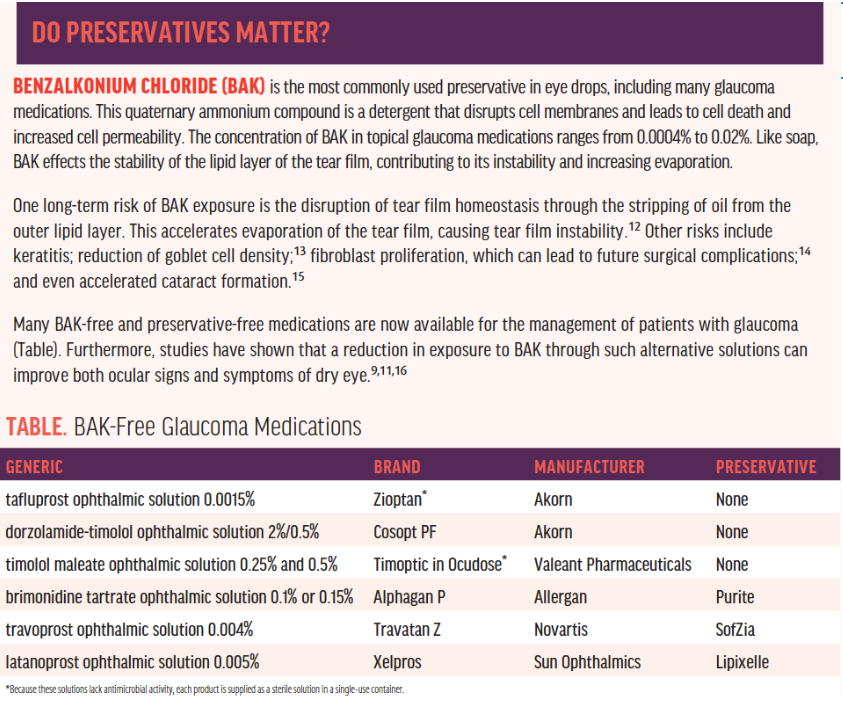 DO PRESERVATIVES MATTER?
BENZALKONIUM CHLORIDE (BAK) is the most commonly used preservative in eye drops, including many glaucoma
medications. This quaternary ammonium compound is a detergent that disrupts cell membranes and leads to cell death and
increased cell permeability. The concentration of BAK in topical glaucoma medications ranges from 0.0004% to 0.02%. Like soap,
BAK effects the stability of the lipid layer of the tear film, contributing to its instability and increasing evaporation.
One long-term risk of BAK exposure is the disruption of tear film homeostasis through the stripping of oil from the
outer lipid layer. This accelerates evaporation of the tear film, causing tear film instability.12 Other risks include
keratitis; reduction of goblet cell density;13 fibroblast proliferation, which can lead to future surgical complications;14
and even accelerated cataract formation.15
Many BAK-free and preservative-free medications are now available for the management of patients with glaucoma
(Table). Furthermore, studies have shown that a reduction in exposure to BAK through such alternative solutions can
improve both ocular signs and symptoms of dry eye.9,11,16
TABLE. BAK-Free Glaucoma Medications
GENERIC BRAND MANUFACTURER PRESERVATIVE
tafluprost ophthalmic solution 0.0015% Zioptan* Akorn None
dorzolamide-timolol ophthalmic solution 2%/0.5% Cosopt PF Akorn None
timolol maleate ophthalmic solution 0.25% and 0.5% Timoptic in Ocudose* Valeant Pharmaceuticals None
brimonidine tartrate ophthalmic solution 0.1% or 0.15% Alphagan P Allergan Purite
travoprost ophthalmic solution 0.004% Travatan Z Novartis SofZia
latanoprost ophthalmic solution 0.005% Xelpros Sun Ophthalmics Lipixelle
*Because these solutions lack antimicrobial activity, each product is supplied as a sterile solution in a single-use container.